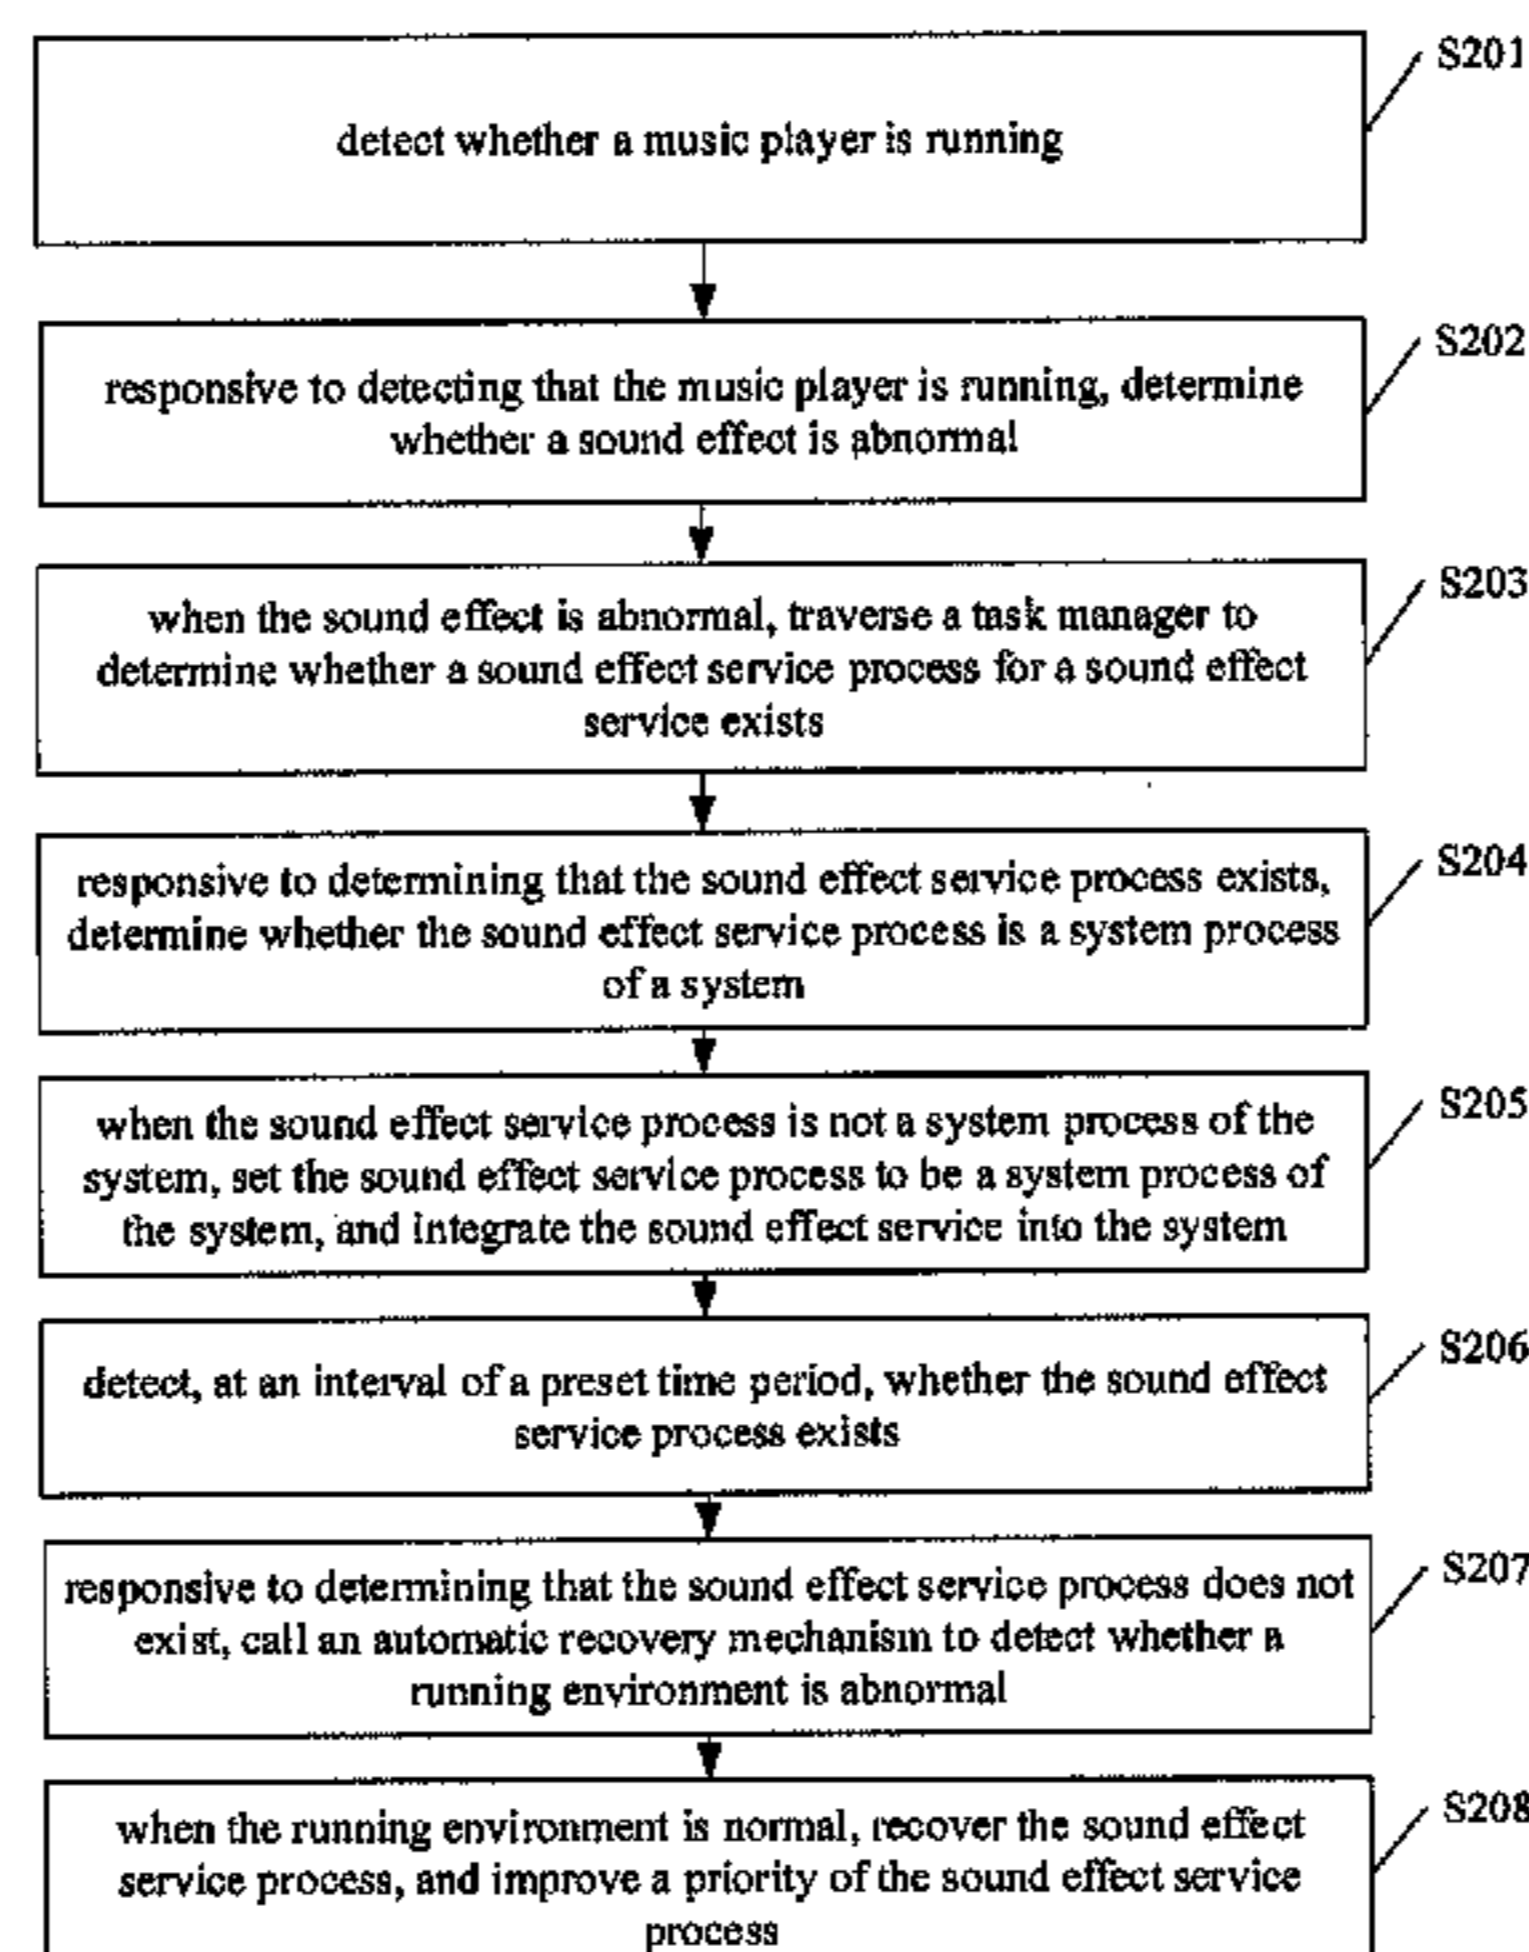 S201
detect whether a music player is running
S202
responsive to detecting that the music player is running, determine
whether a sound effect is abnormal
S203
when the sound effect is abnormal, traverse a task manager to
determine whether a sound effect service process for a sound effect
service exists
S204
responsive to determining that the sound effect service process exists,
determine whether the sound effect service process is a system process
of a system
S205
when the sound effect service process is not a system process of the
system, set the sound effect service process to be a system process of
the system, and integrate the sound effect service into the system
S206
detect, at an interval of a preset time period, whether the sound effect
service process exists
S207
responsive to determining that the sound effect service process does not
exist, call an automatic recovery mechanism to detect whether a
running environment is abnormal
S208
when the running environment is normal, recover the sound effect
service process, and improve a priority of the sound effect service
process